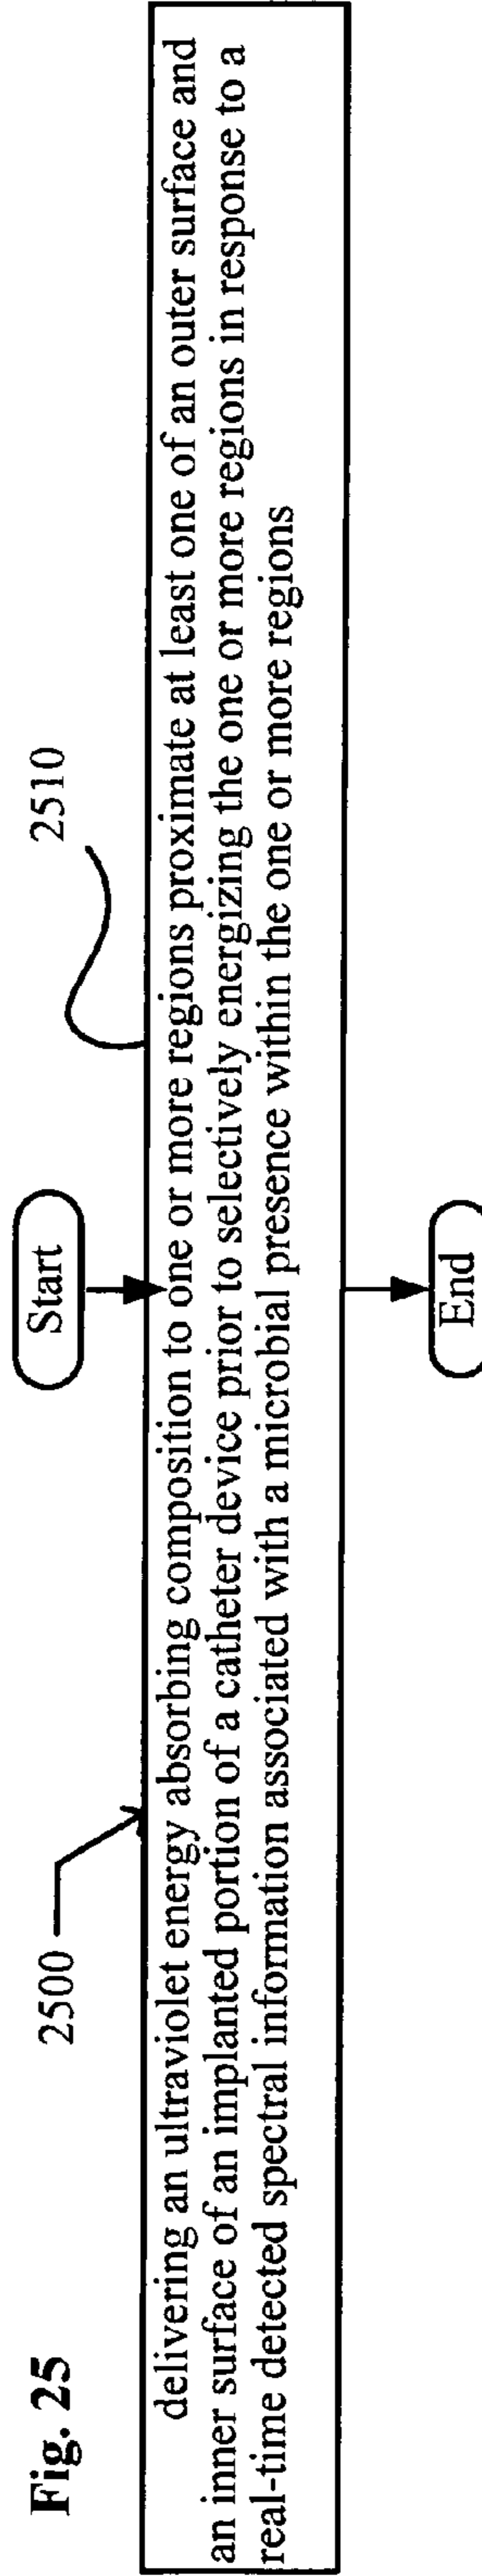 Fig. 25
2500
Start
2510
delivering an ultraviolet energy absorbing composition to one or more regions proximate at least one of an outer surface and
an inner surface of an implanted portion of a catheter device prior to selectively energizing the one or more regions in response to a
real-time detected spectral information associated with a microbial presence within the one or more regions
End